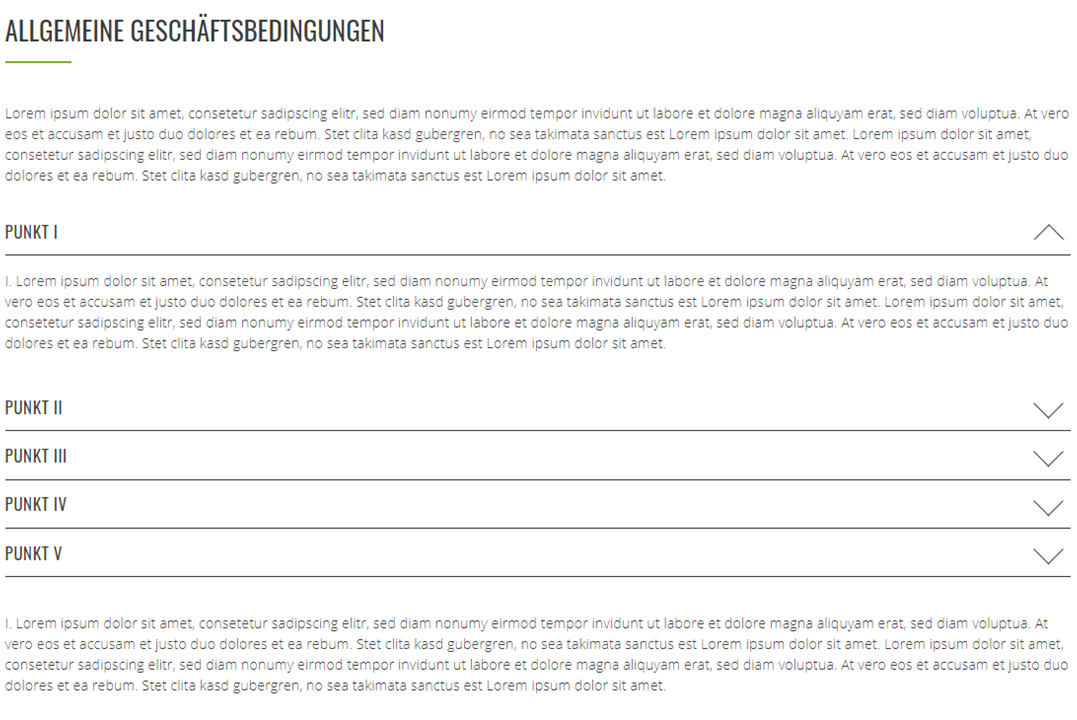 ALLGEMEINE GESCHÄFTSBEDINGUNGEN
Lorem ipsum dolor sit amet, consetetur sadipscing elitr, sed diam nonumy eirmod tempor invidunt ut labore et dolore magna aliquyam erat, sed diam voluptua. At vero
eos et accusam et justo duo dolores et ea rebum. Stet clita kasd gubergren, no sea takimata sanctus est Lorem ipsum dolor sit amet. Lorem ipsum dolor sit amet,
consetetur sadipscing elitr, sed diam nonumy eirmod tempor invidunt ut labore et dolore magna aliquyam erat, sed diam voluptua. At vero eos et accusam et justo duo
dolores et ea rebum. Stet clita kasd gubergren, no sea takimata sanctus est Lorem ipsum dolor sit amet.
PUNKT I
I. Lorem ipsum dolor sit amet, consetetur sadipscing elitr, sed diam nonumy eirmod tempor invidunt ut labore et dolore magna aliquyam erat, sed diam voluptua. At
vero eos et accusam et justo duo dolores et ea rebum. Stet clita kasd gubergren, no sea takimata sanctus est Lorem ipsum dolor sit amet. Lorem ipsum dolor sit amet,
consetetur sadipscing elitr, sed diam nonumy eirmod tempor invidunt ut labore et dolore magna aliquyam erat, sed diam voluptua. At vero eos et accusam et justo duo
dolores et ea rebum. Stet clita kasd gubergren, no sea takimata sanctus est Lorem ipsum dolor sit amet.
PUNKT II
PUNKT III
PUNKT IV
PUNKT V
I. Lorem ipsum dolor sit amet, consetetur sadipscing elitr, sed diam nonumy eirmod tempor invidunt ut labore et dolore magna aliquyam erat, sed diam voluptua. At
vero eos et accusam et justo duo dolores et ea rebum. Stet clita kasd gubergren, no sea takimata sanctus est Lorem ipsum dolor sit amet. Lorem ipsum dolor sit amet,
consetetur sadipscing elitr, sed diam nonumy eirmod tempor invidunt ut labore et dolore magna aliquyam erat, sed diam voluptua. At vero eos et accusam et justo duo
dolores et ea rebum. Stet clita kasd gubergren, no sea takimata sanctus est Lorem ipsum dolor sit amet.